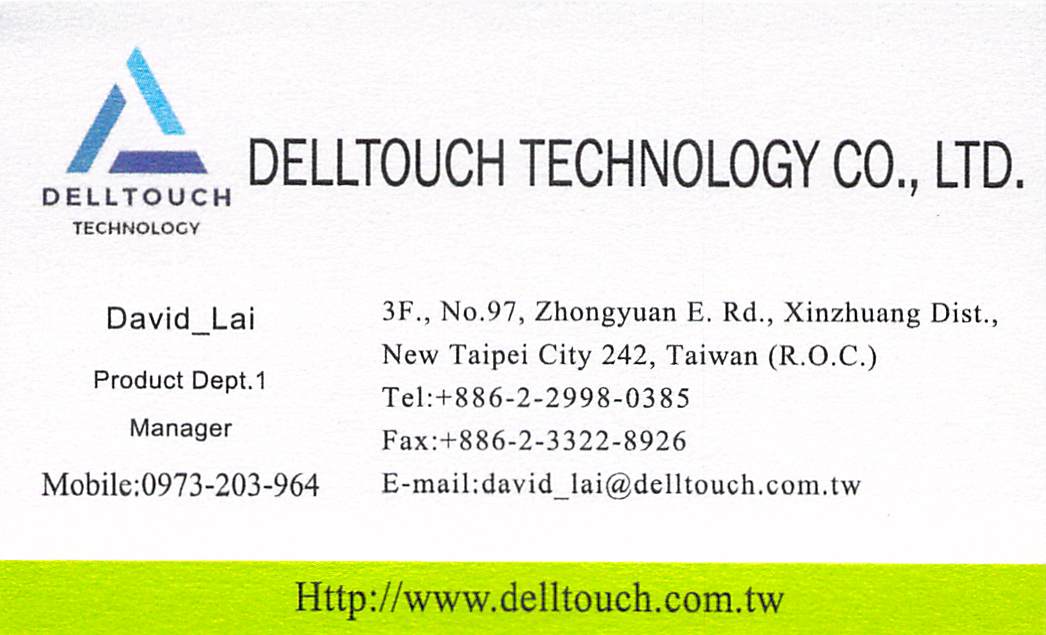 DELLTOUCH
TECHNOLOGY
DELLTOUCH TECHNOLOGY CO., LTD.
David_Lai
Product Dept.1
Manager
Mobile:0973-203-964
3F., No.97, Zhongyuan E. Rd., Xinzhuang Dist.,
New Taipei City 242, Taiwan (R.O.C.)
Tel:+886-2-2998-0385
Fax:+886-2-3322-8926
E-mail:david_lai@delltouch.com.tw
Http://www.delltouch.com.tw